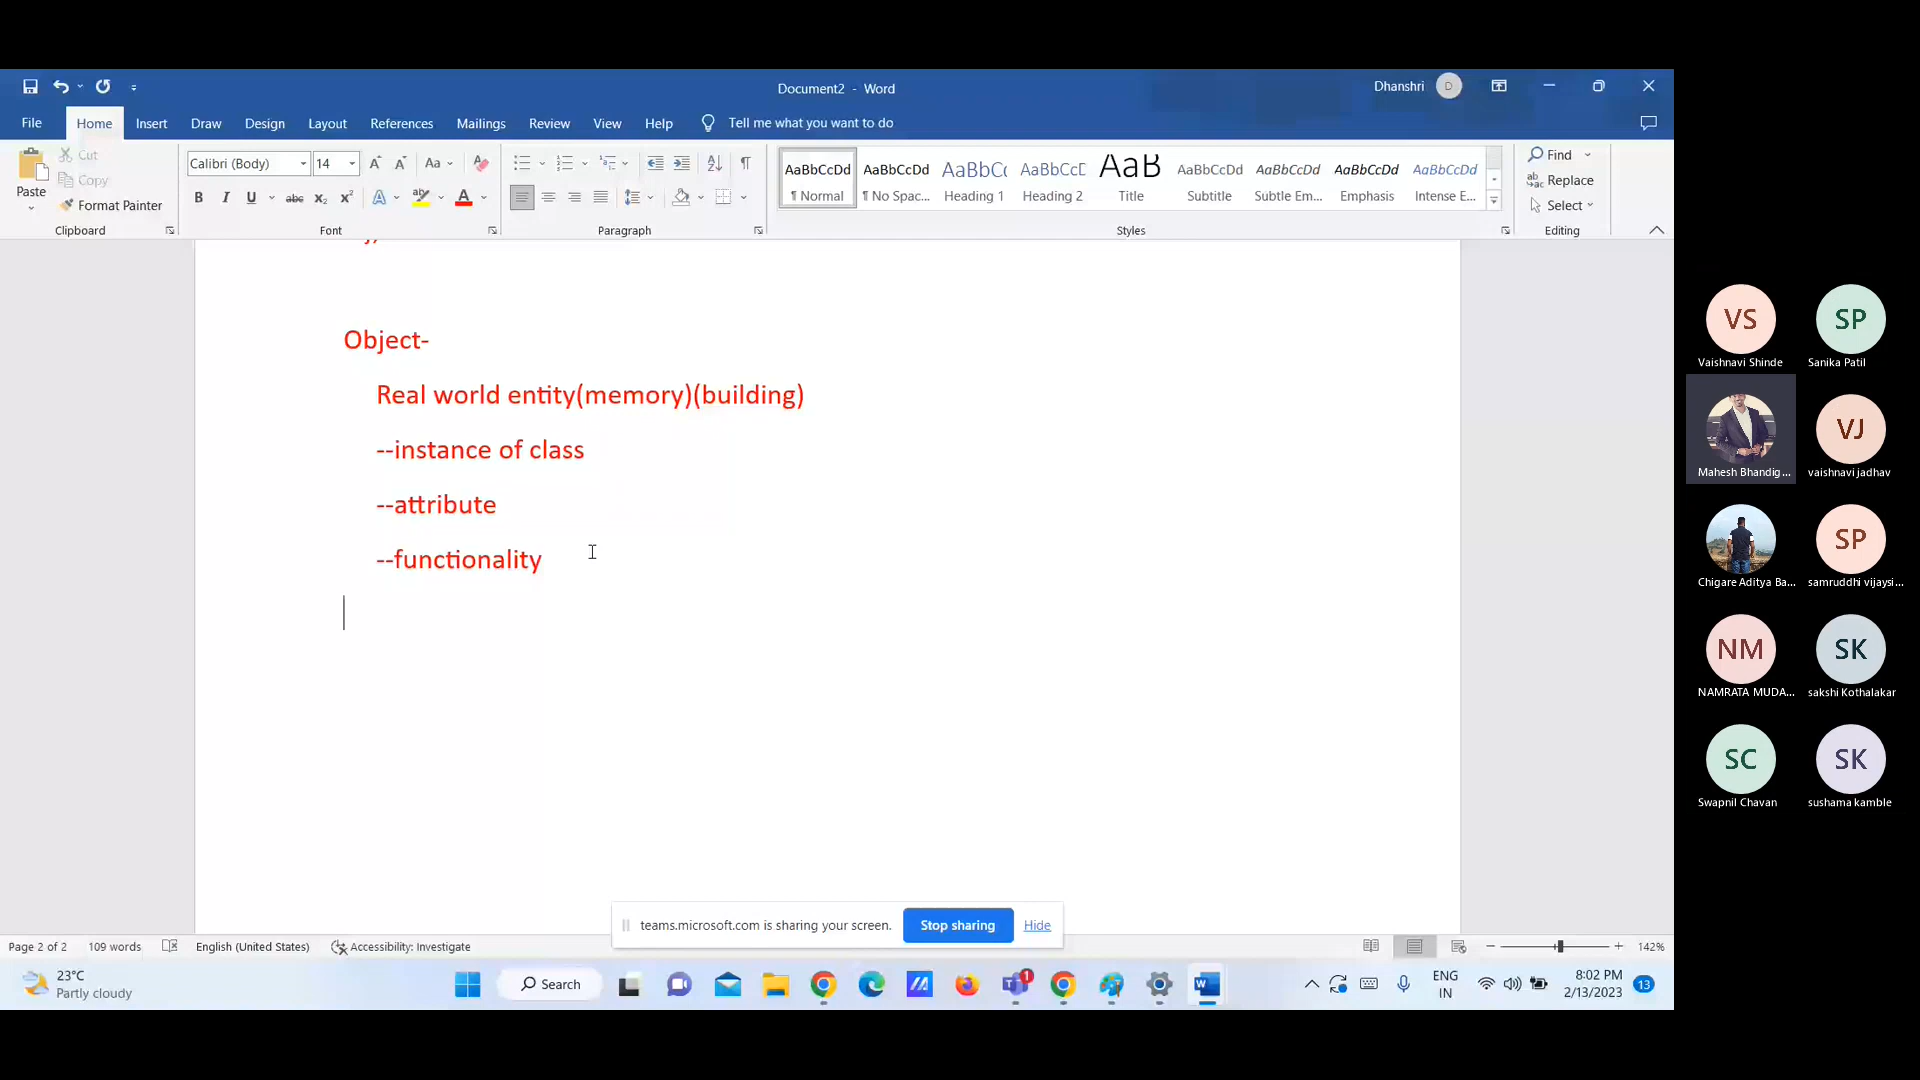 Document2 - Word
Dhanshri
D
File
Home
Insert
Draw
Design
Layout
References
Mailings
Review
View
Help
Tell me what you want to do
Paste
Cut
Copy
Format Painter
Clipboard
Calibri (Body)
14
Font
Paragraph
AaBbCcDd
¶ Normal
AaBbCcDd
¶ No Spac...
AaBbCc
Heading 1
AaBbCcD
Heading 2
AaB
Title
AaBbCcDd
Subtitle
AaBbCcDd
Subtle Em...
AaBbCcDd
Emphasis
AaBbCcDd
Intense E...
Styles
Find
Replace
Select
Editing
Object-
Real world entity(memory)(building)
--instance of class
--attribute
--functionality
teams.microsoft.com is sharing your screen.
Stop sharing
Hide
Page 2 of 2
109 words
English (United States)
Accessibility: Investigate
142%
23°C
Partly cloudy
Search
1
ENG
IN
8:02 PM
2/13/2023
13
VS
Vaishnavi Shinde
SP
Sanika Patil
Mahesh Bhandig...
VJ
vaishnavi jadhav
Chigare Aditya Ba...
SP
samruddhi vijaysi...
NM
NAMRATA MUDA...
SK
sakshi Kothalakar
SC
Swapnil Chavan
SK
sushama kamble